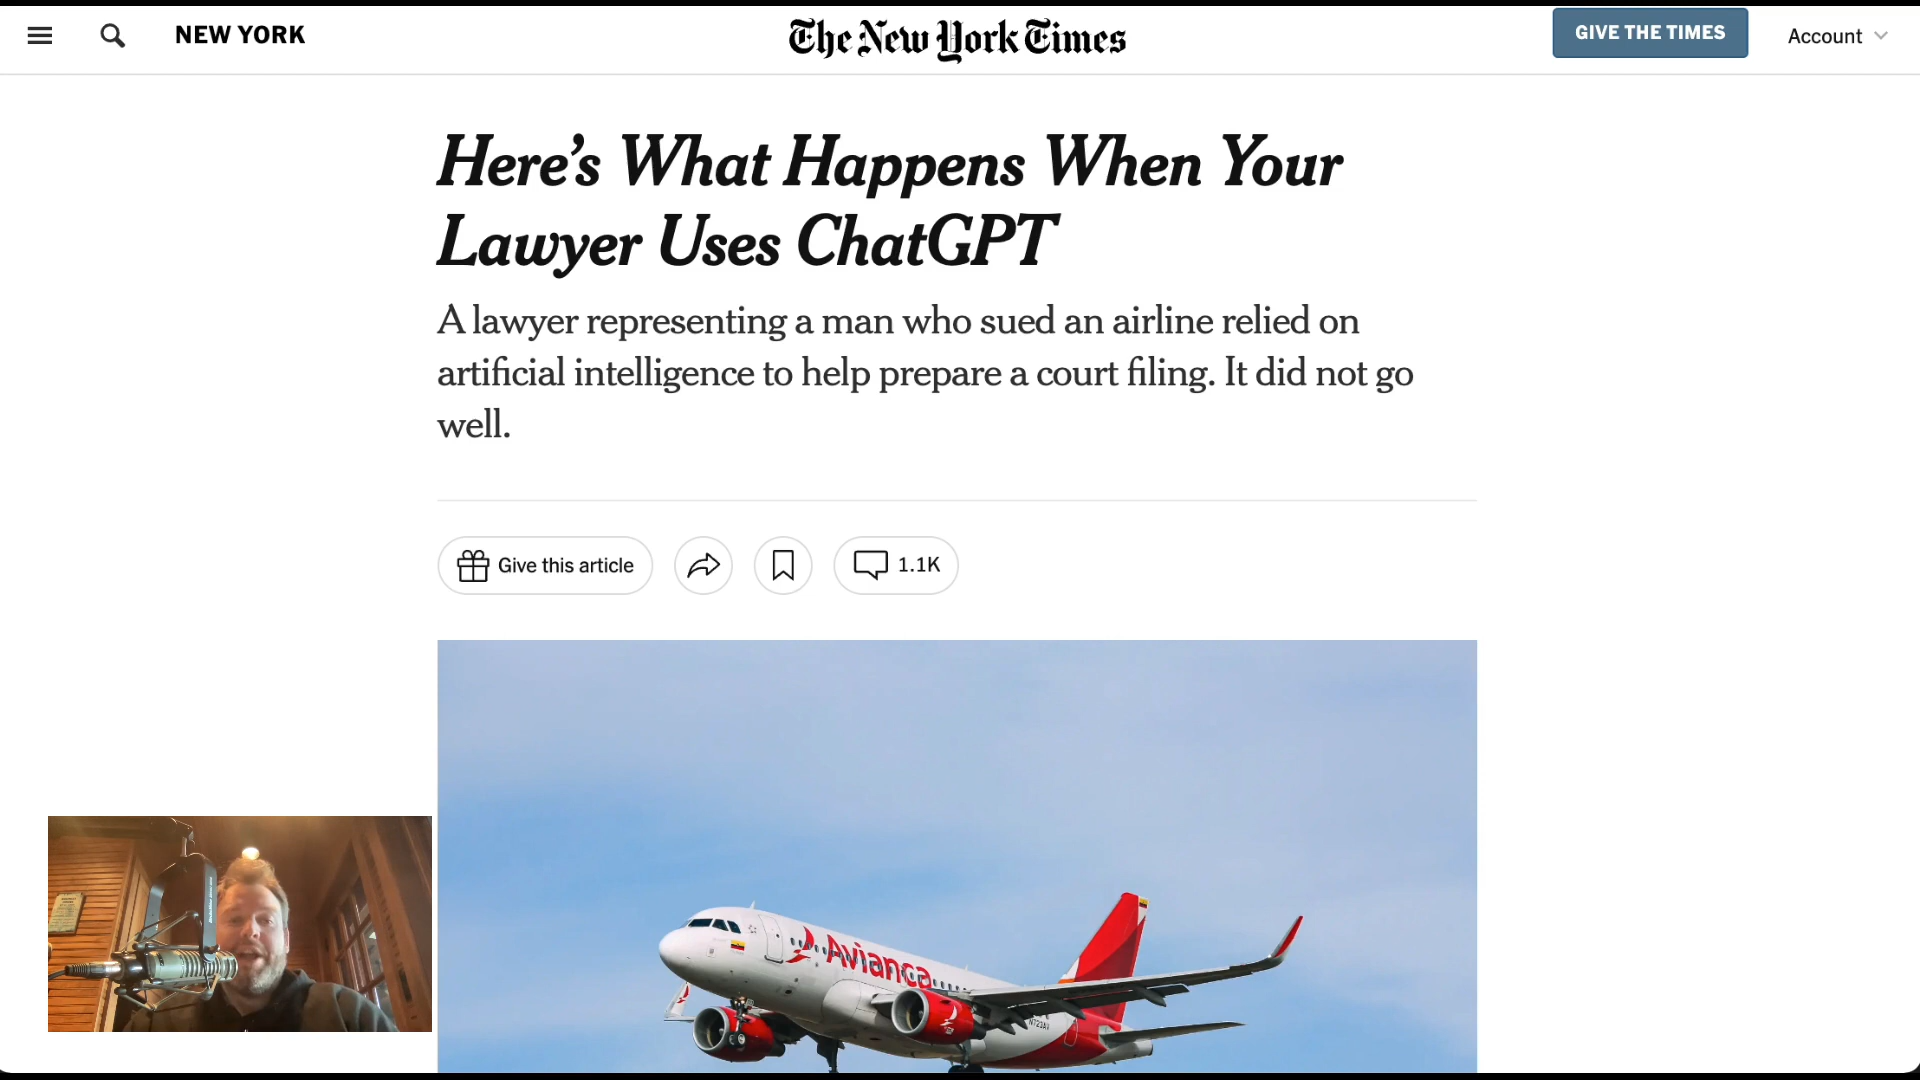 NEW YORK
The New York Times
GIVE THE TIMES
Account
Here’s What Happens When Your
Lawyer Uses ChatGPT
A lawyer representing a man who sued an airline relied on
artificial intelligence to help prepare a court filing. It did not go
well.
Give this article
1.1K
Avianca